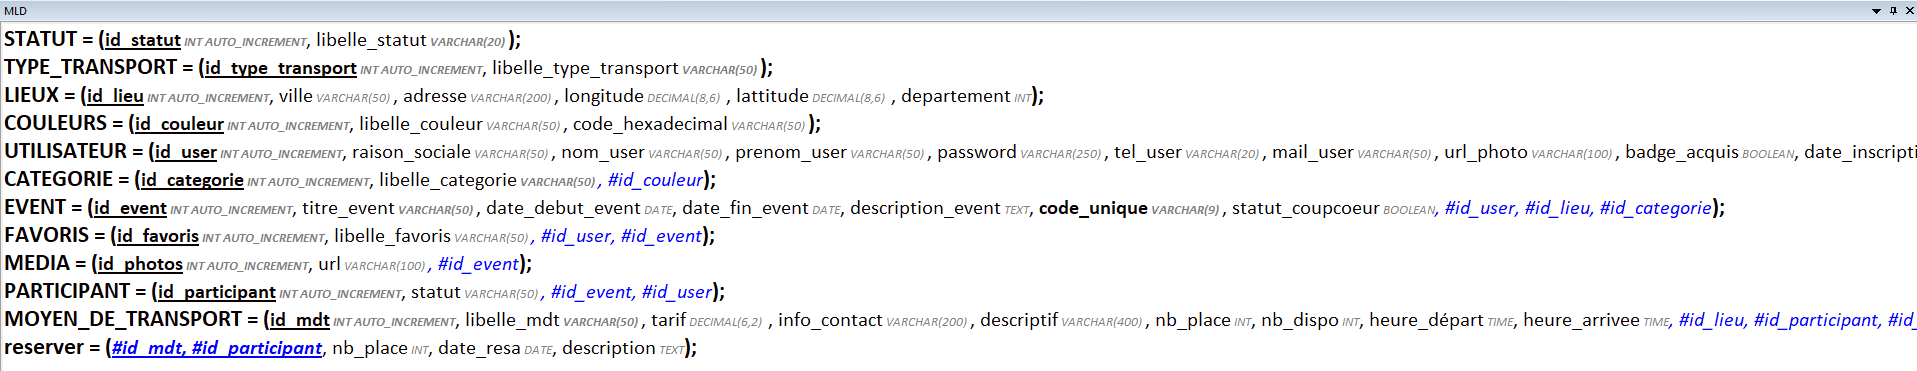 MLD
STATUT = (id_statut INT AUTO_INCREMENT, libelle_statut VARCHAR(20) );
TYPE_TRANSPORT = (id_type_transport INT AUTO_INCREMENT, libelle_type_transport VARCHAR(50) );
LIEUX = (id_lieu INT AUTO_INCREMENT, ville VARCHAR(50) , adresse VARCHAR(200) , longitude DECIMAL(8,6) , lattitude DECIMAL(8,6) , departement INT);
COULEURS = (id_couleur INT AUTO_INCREMENT, libelle_couleur VARCHAR(50) , code_hexadecimal VARCHAR(50) );
UTILISATEUR = (id_user INT AUTO_INCREMENT, raison_sociale VARCHAR(50) , nom_user VARCHAR(50) , prenom_user VARCHAR(50) , password VARCHAR(250) , tel_user VARCHAR(20) , mail_user VARCHAR(50) , url_photo VARCHAR(100) , badge_acquis BOOLEAN, date_inscripti
CATEGORIE = (id_categorie INT AUTO_INCREMENT, libelle_categorie VARCHAR(50) , #id_couleur);
EVENT = (id_event INT AUTO_INCREMENT, titre_event VARCHAR(50) , date_debut_event DATE, date_fin_event DATE, description_event TEXT, code_unique VARCHAR(9) , statut_coupcoeur BOOLEAN, #id_user, #id_lieu, #id_categorie);
FAVORIS = (id_favoris INT AUTO_INCREMENT, libelle_favoris VARCHAR(50) , #id_user, #id_event);
MEDIA = (id_photos INT AUTO_INCREMENT, url VARCHAR(100) , #id_event);
PARTICIPANT = (id_participant INT AUTO_INCREMENT, statut VARCHAR(50) , #id_event, #id_user);
MOYEN_DE_TRANSPORT = (id_mdt INT AUTO_INCREMENT, libelle_mdt VARCHAR(50) , tarif DECIMAL(6,2) , info_contact VARCHAR(200) , descriptif VARCHAR(400) , nb_place INT, nb_dispo INT, heure_départ TIME, heure_arrivee TIME, #id_lieu, #id_participant, #id_
reserver = (#id_mdt, #id_participant, nb_place INT, date_resa DATE, description TEXT);